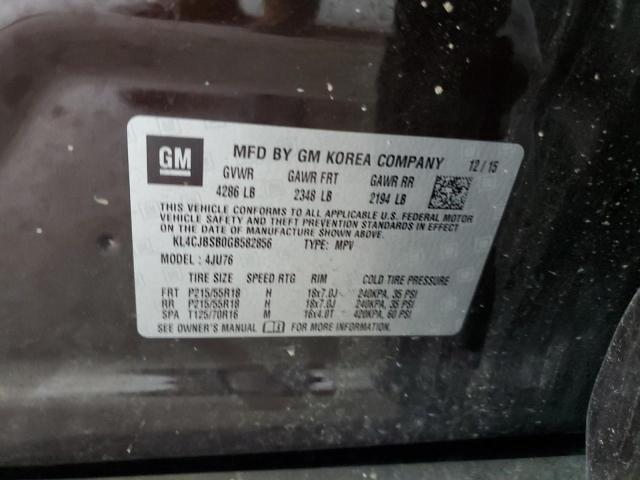 GM
MFD BY GM KOREA COMPANY 12/15
GVWR GAWR FRT GAWR RR
4286 LB 2348 LB 2194 LB
THIS VEHICLE CONFORMS TO ALL APPLICABLE U.S. FEDERAL MOTOR
VEHICLE SAFETY AND THEFT PREVENTION STANDARDS IN EFFECT
ON THE DATE OF MANUFACTURE SHOWN ABOVE.
KL4CJBSB0GB582856 TYPE: MPV
MODEL : 4JU76
TIRE SIZE SPEED RTG RIM COLD TIRE PRESSURE
FRT P215/55R18 H 18x7.0J 240KPA, 35 PSI
RR P215/55R18 H 18x7.0J 240KPA, 35 PSI
SPA T125/70R16 M 16x4.0T 420KPA, 60 PSI
SEE OWNER'S MANUAL FOR MORE INFORMATION.